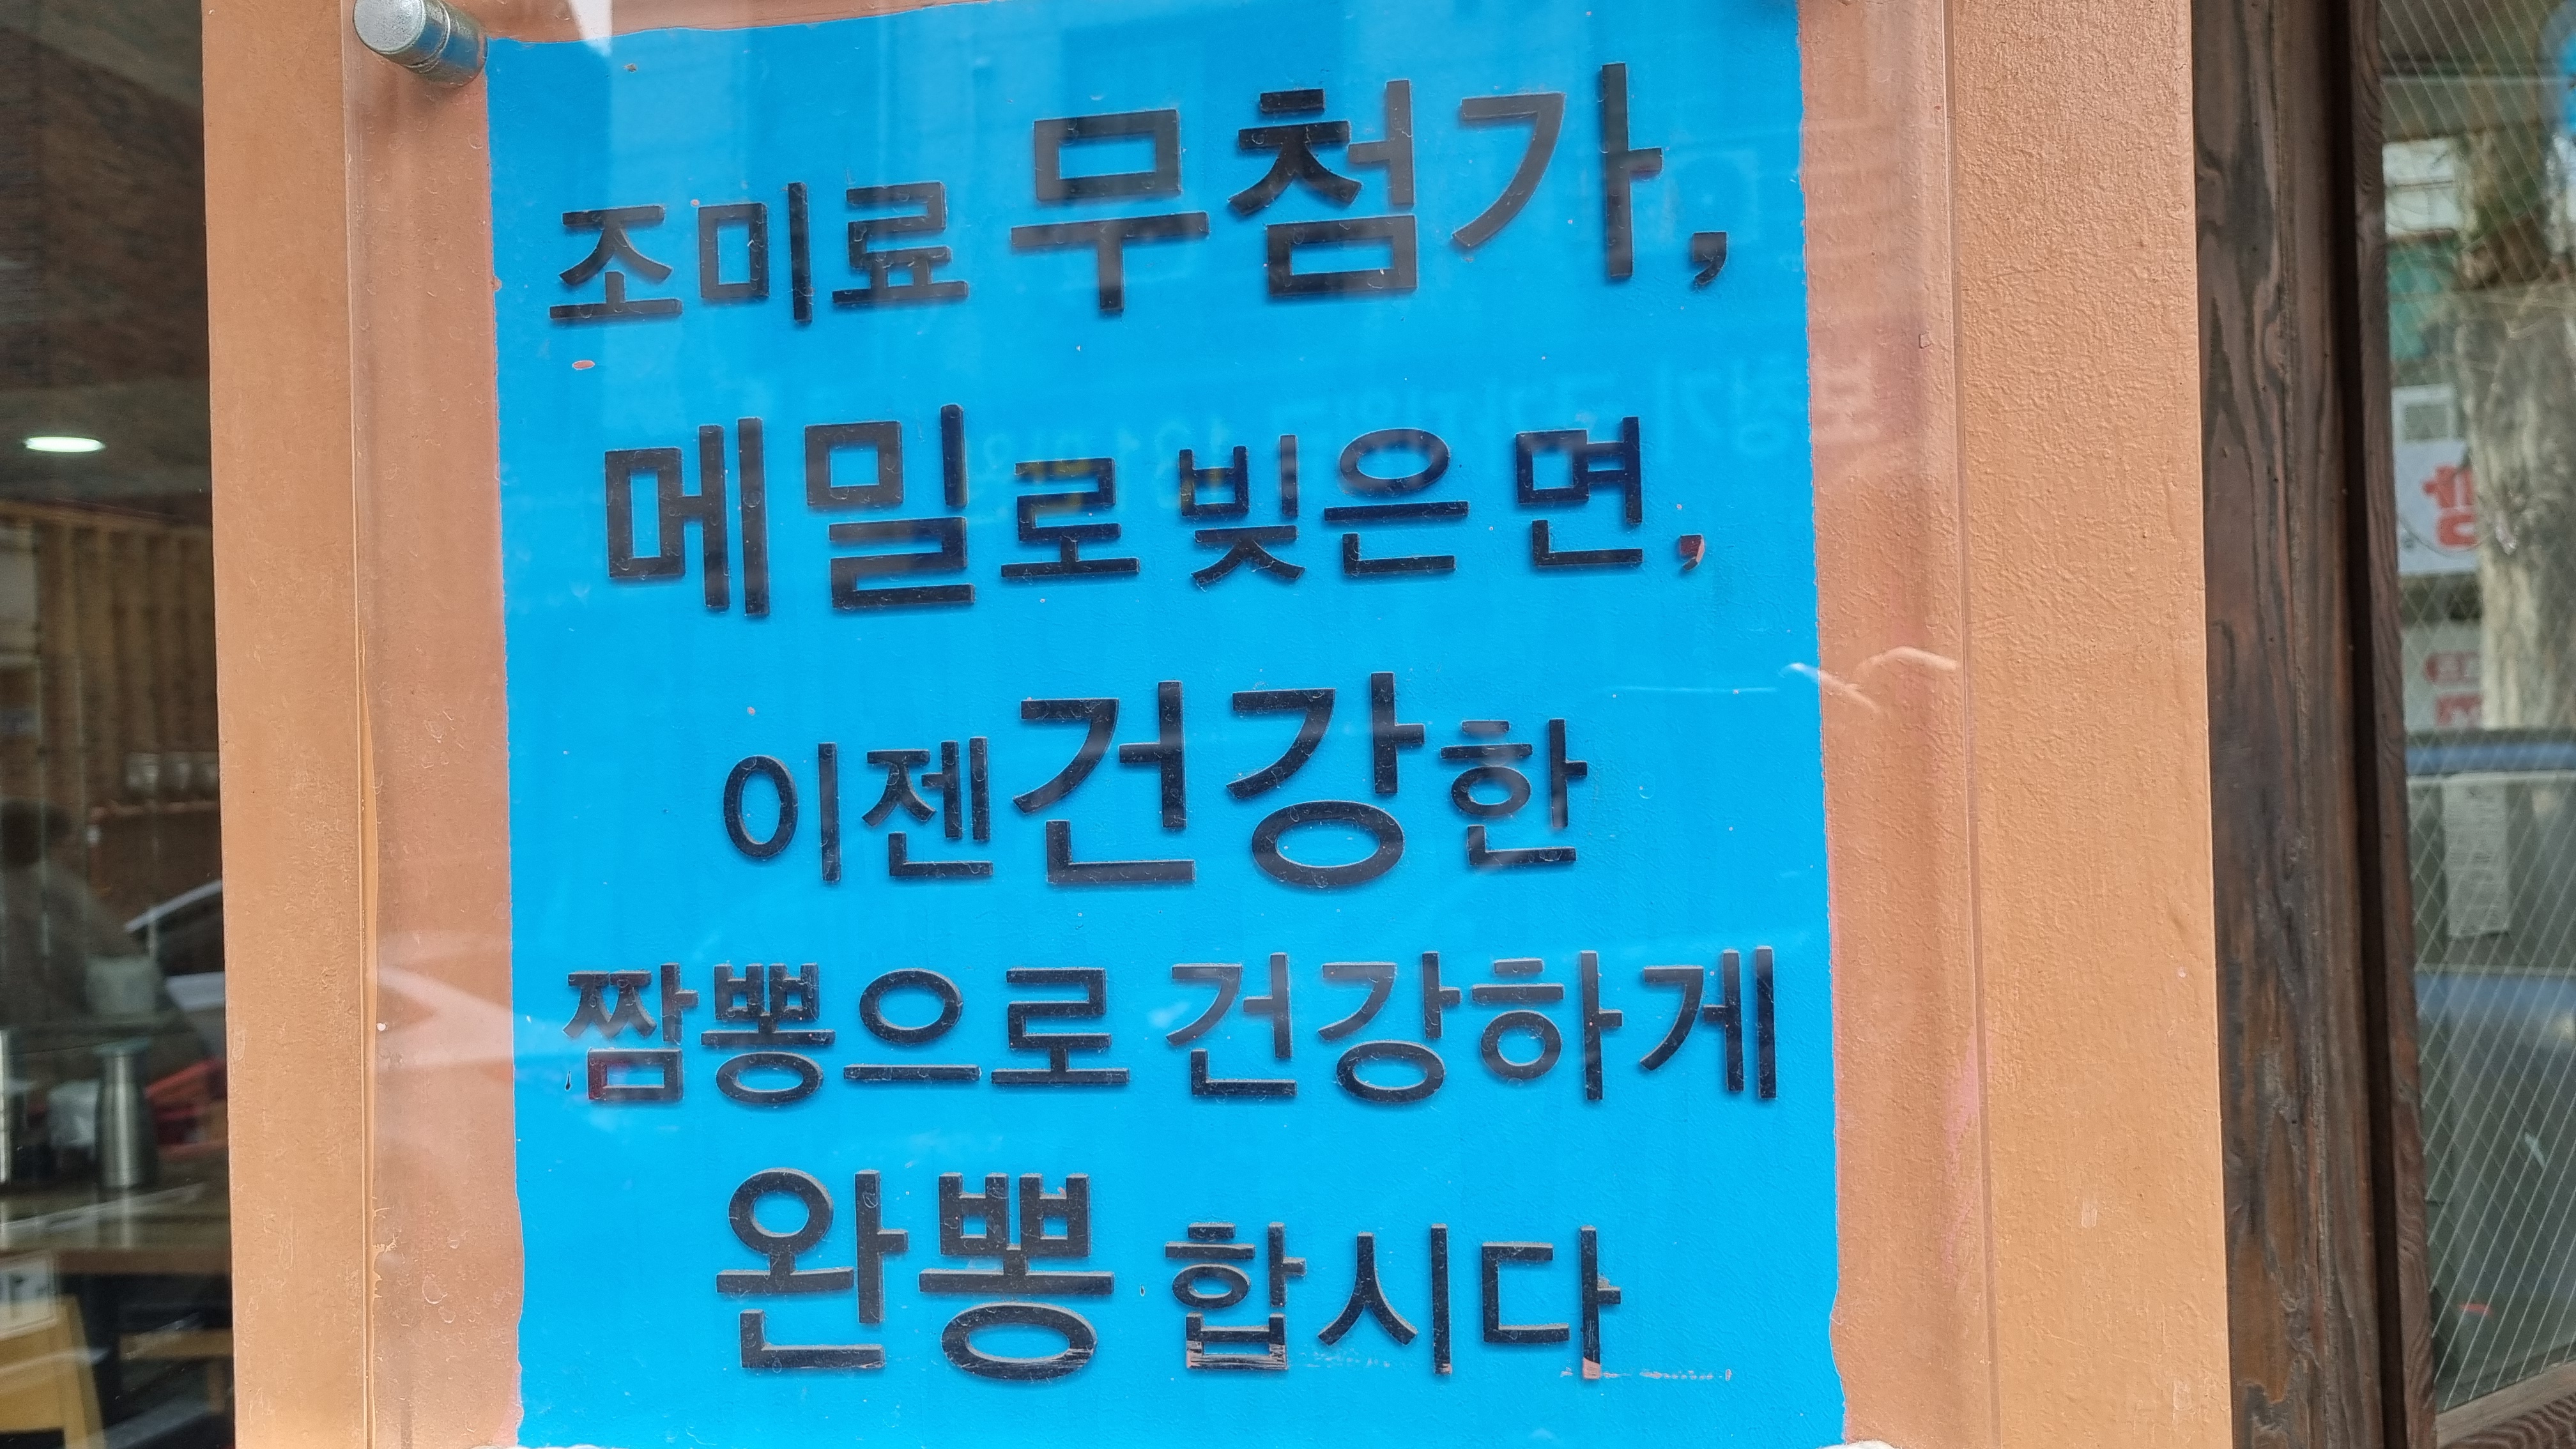 조미료 무첨가,
메밀로 빚은 면,
이젠 건강한
짬뽕으로 건강하게
완뽕 합시다